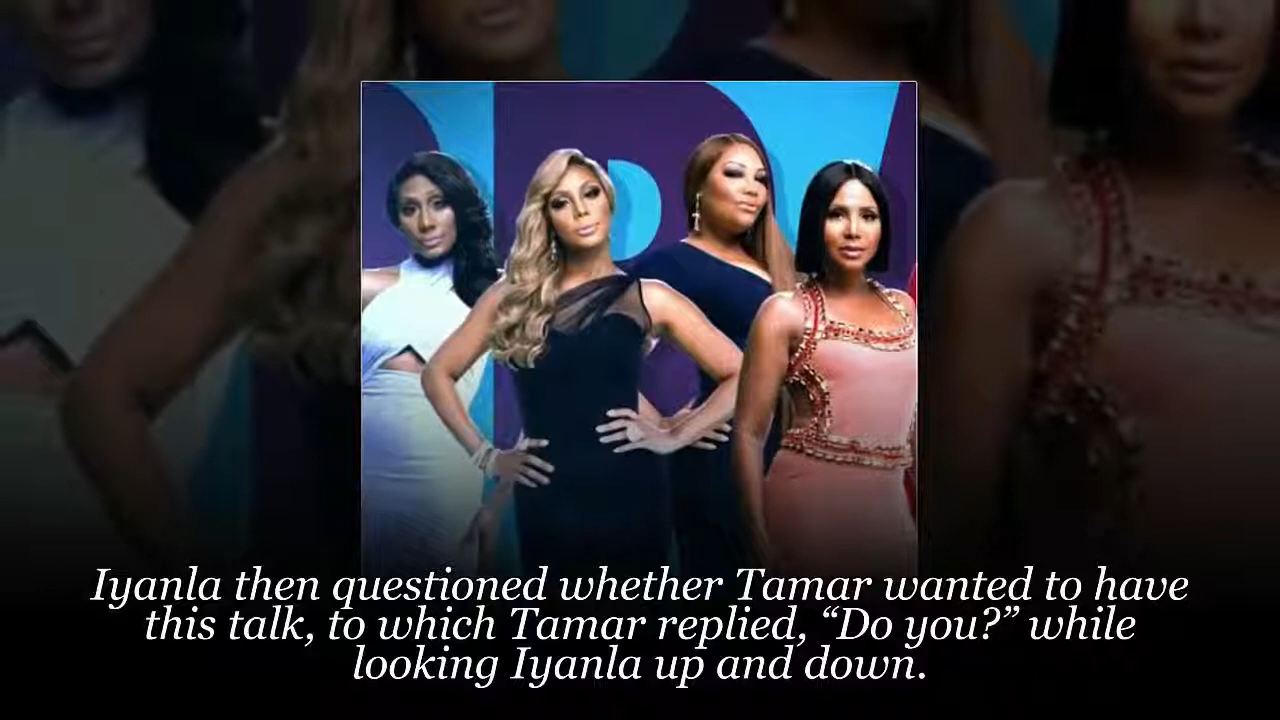 Iyanla then questioned whether Tamar wanted to have
this talk, to which Tamar replied, “Do you?” while
looking Iyanla up and down.